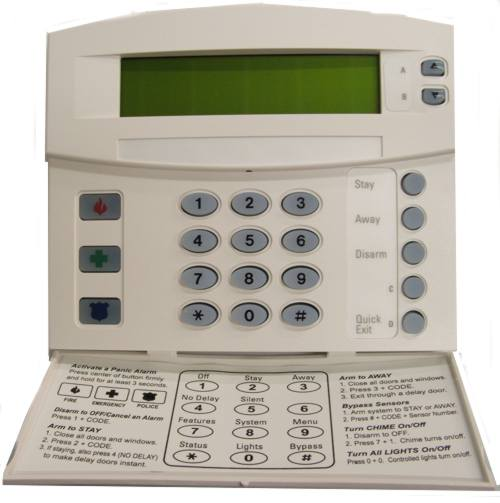 A
B
Stay
Away
Disarm
C
Quick
Exit D
1 2 3
4 5 6
7 8 9
* 0 #
Activate a Panic Alarm
Press center of button firmly
and hold for at least 3 seconds.
FIRE EMERGENCY POLICE
Disarm to OFF/Cancel an Alarm
Press 1 + CODE.
Arm to STAY
1. Close all doors and windows.
2. Press 2 + CODE.
3. If staying, also press 4 (NO DELAY)
to make delay doors instant.
Off Stay Away
1 2 3
No Delay Silent
4 5 6
Features System Menu
7 8 9
Status Lights Bypass
* 0 #
Arm to AWAY
1. Close all doors and windows.
2. Press 3 + CODE.
3. Exit through a delay door.
Bypass Sensors
1. Arm system to STAY or AWAY.
2. Press # + CODE + Sensor Number.
Turn CHIME On/Off
1. Disarm to OFF.
2. Press 7 + 1. Chime turns on/off.
Turn All LIGHTS On/Off
Press 0 + 0. Controlled lights turn on/off.